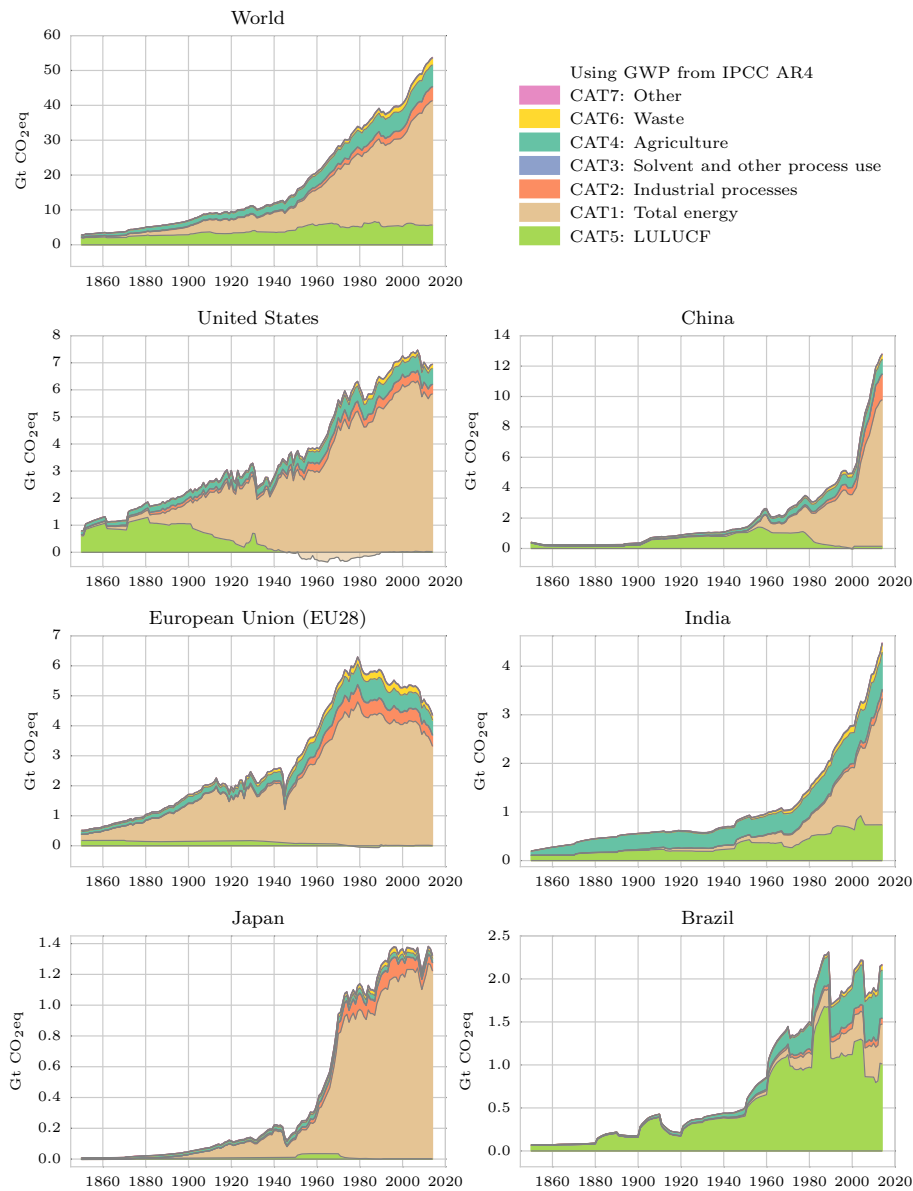 World
Gt CO₂eq
60
50
40
30
20
10
0
1860 1880 1900 1920 1940 1960 1980 2000 2020
Using GWP from IPCC AR4
CAT7: Other
CAT6: Waste
CAT4: Agriculture
CAT3: Solvent and other process use
CAT2: Industrial processes
CAT1: Total energy
CAT5: LULUCF
United States
Gt CO₂eq
8
7
6
5
4
3
2
1
0
1860 1880 1900 1920 1940 1960 1980 2000 2020
China
Gt CO₂eq
14
12
10
8
6
4
2
0
1860 1880 1900 1920 1940 1960 1980 2000 2020
European Union (EU28)
Gt CO₂eq
7
6
5
4
3
2
1
0
1860 1880 1900 1920 1940 1960 1980 2000 2020
India
Gt CO₂eq
4
3
2
1
0
1860 1880 1900 1920 1940 1960 1980 2000 2020
Japan
Gt CO₂eq
1.4
1.2
1.0
0.8
0.6
0.4
0.2
0.0
1860 1880 1900 1920 1940 1960 1980 2000 2020
Brazil
Gt CO₂eq
2.5
2.0
1.5
1.0
0.5
0.0
1860 1880 1900 1920 1940 1960 1980 2000 2020